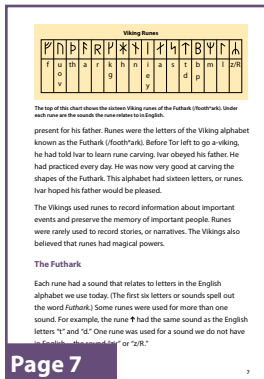 Viking Runes
ᚠ ᚢ ᚦ ᚨ ᚱ ᚴ ᚼ ᚾ ᛁ ᛅ ᛋ ᛏ ᛒ ᛘ ᛚ ᛦ
f u th a r k h n i a s t b m l z/R
o g e d p
v y
The top of this chart shows the sixteen Viking runes of the Futhark (/footh*ark). Under
each rune are the sounds the rune relates to in English.
present for his father. Runes were the letters of the Viking alphabet
known as the Futhark (/footh*ark). Before Tor left to go a-viking,
he had told Ivar to learn rune carving. Ivar obeyed his father. He
had practiced every day. He was now very good at carving the
shapes of the Futhark. This alphabet had sixteen letters, or runes.
Ivar hoped his father would be pleased.
The Vikings used runes to record information about important
events and preserve the memory of important people. Runes
were rarely used to record stories, or narratives. The Vikings also
believed that runes had magical powers.
The Futhark
Each rune had a sound that relates to letters in the English
alphabet we use today. (The first six letters or sounds spell out
the word Futhark.) Some runes were used for more than one
sound. For example, the rune ↑ had the same sound as the English
letters “t” and “d.” One rune was used for a sound we do not have
in English—the sound “zir” or “z/R.”
Page 7
7